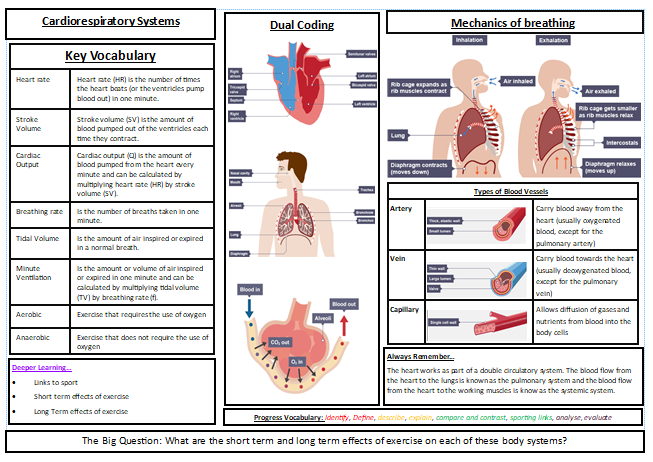 Cardiorespiratory Systems
Key Vocabulary
Heart rate
Heart rate (HR) is the number of times
the heart beats (or the ventricles pump
blood out) in one minute.
Stroke
Volume
Stroke volume (SV) is the amount of
blood pumped out of the ventricles each
time they contract.
Cardiac
Output
Cardiac output (Q) is the amount of
blood pumped from the heart every
minute and can be calculated by
multiplying heart rate (HR) by stroke
volume (SV).
Breathing rate
Is the number of breaths taken in one
minute.
Tidal Volume
Is the amount of air inspired or expired
in a normal breath.
Minute
Ventilation
Is the amount or volume of air inspired
or expired in one minute and can be
calculated by multiplying tidal volume
(TV) by breathing rate (f).
Aerobic
Exercise that requires the use of oxygen
Anaerobic
Exercise that does not require the use of
oxygen
Deeper Learning...
• Links to sport
• Short term effects of exercise
• Long Term effects of exercise
Dual Coding
Semilunar valves
Right
atrium
Tricuspid
valve
Septum
Right
ventricle
Left atrium
Bicuspid valve
Left ventricle
Nasal cavity
Mouth
Alveoli
Lung
Diaphragm
Trachea
Bronchiole
Bronchus
Blood in
Blood out
Alveoli
CO₂ out
O₂ in
Mechanics of breathing
Inhalation
Exhalation
Rib cage expands as
rib muscles contract
Air inhaled
Lung
Diaphragm contracts
(moves down)
Air exhaled
Rib cage gets smaller
as rib muscles relax
Intercostals
Diaphragm relaxes
(moves up)
Types of Blood Vessels
Artery
Thick, elastic wall
Small lumen
Carry blood away from the
heart (usually oxygenated
blood, except for the
pulmonary artery)
Vein
Thin wall
Large lumen
Valve
Carry blood towards the heart
(usually deoxygenated blood,
except for the pulmonary
vein)
Capillary
Single cell wall
Allows diffusion of gases and
nutrients from blood into the
body cells
Always Remember...
The heart works as part of a double circulatory system. The blood flow from
the heart to the lungs is known as the pulmonary system and the blood flow
from the heart to the working muscles is know as the systemic system.
Progress Vocabulary: Identify, Define, describe, explain, compare and contrast, sporting links, analyse, evaluate
The Big Question: What are the short term and long term effects of exercise on each of these body systems?